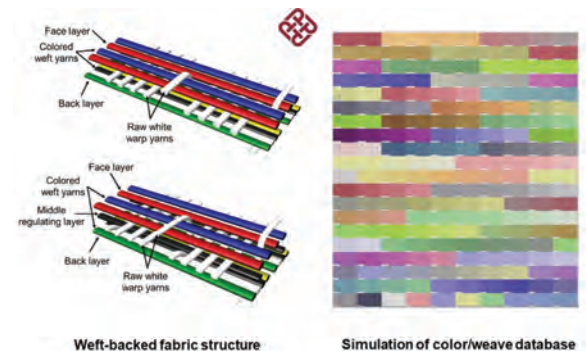 Face layer
Colored
weft yarns
Back layer
Raw white
warp yarns
Face layer
Colored
weft yarns
Middle
regulating layer
Back layer
Raw white
warp yarns
Weft-backed fabric structure
Simulation of color/weave database